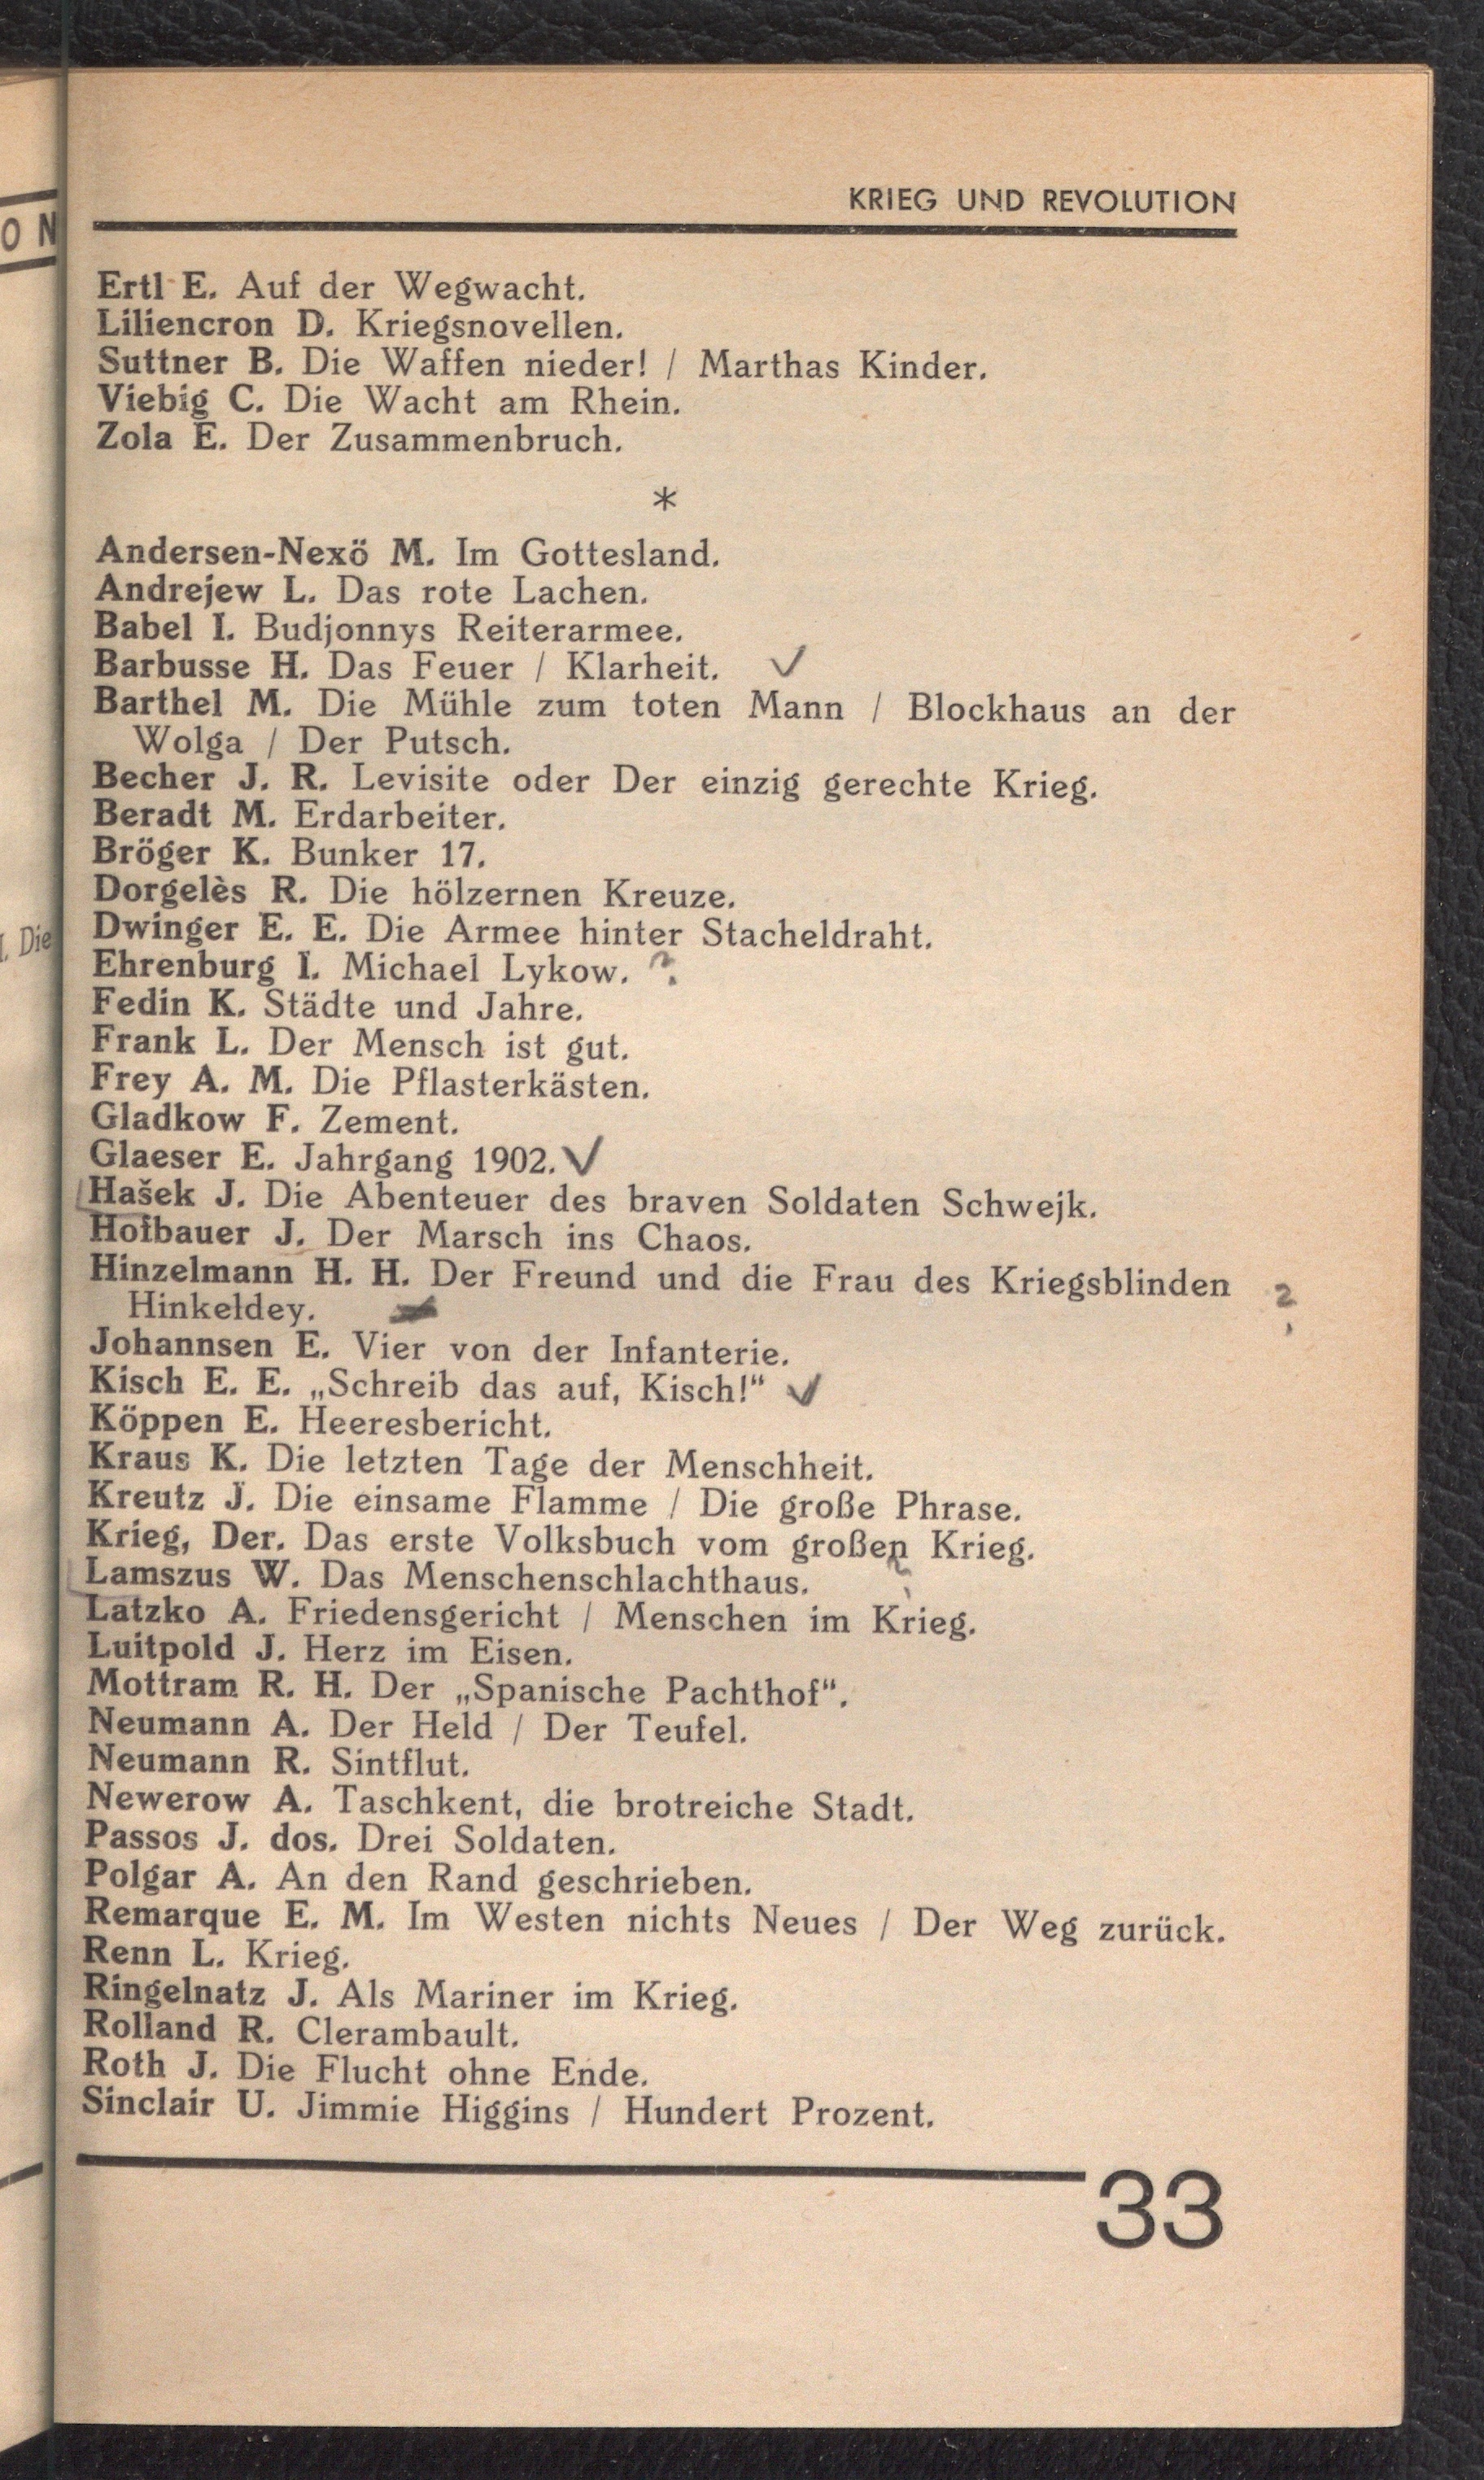 KRIEG UND REVOLUTION
ON
Ertl E. Auf der Wegwacht.
Liliencron D. Kriegsnovellen.
Suttner B. Die Waffen nieder! / Marthas Kinder.
Viebig C. Die Wacht am Rhein.
Zola E. Der Zusammenbruch.
*
Andersen-Nexö M. Im Gottesland.
Andrejew L. Das rote Lachen.
Babel I. Budjonnys Reiterarmee.
Barbusse H. Das Feuer / Klarheit. ✓
Barthel M. Die Mühle zum toten Mann / Blockhaus an der
Wolga / Der Putsch.
Becher J. R. Levisite oder Der einzig gerechte Krieg.
Beradt M. Erdarbeiter.
Bröger K. Bunker 17.
Dorgelès R. Die hölzernen Kreuze.
Die
Dwinger E. E. Die Armee hinter Stacheldraht.
Ehrenburg I. Michael Lykow. ?
Fedin K. Städte und Jahre.
Frank L. Der Mensch ist gut.
Frey A. M. Die Pflasterkästen.
Gladkow F. Zement.
Glaeser E. Jahrgang 1902. ✓
Hašek J. Die Abenteuer des braven Soldaten Schwejk.
Hofbauer J. Der Marsch ins Chaos.
Hinzelmann H. H. Der Freund und die Frau des Kriegsblinden ?
Hinkeldey.
Johannsen E. Vier von der Infanterie.
Kisch E. E. „Schreib das auf, Kisch!“ ✓
Köppen E. Heeresbericht.
Kraus K. Die letzten Tage der Menschheit.
Kreutz J. Die einsame Flamme / Die große Phrase.
Krieg, Der. Das erste Volksbuch vom großen Krieg.
Lamszus W. Das Menschenschlachthaus. ?
Latzko A. Friedensgericht / Menschen im Krieg.
Luitpold J. Herz im Eisen.
Mottram R. H. Der „Spanische Pachthof“.
Neumann A. Der Held / Der Teufel.
Neumann R. Sintflut.
Newerow A. Taschkent, die brotreiche Stadt.
Passos J. dos. Drei Soldaten.
Polgar A. An den Rand geschrieben.
Remarque E. M. Im Westen nichts Neues / Der Weg zurück.
Renn L. Krieg.
Ringelnatz J. Als Mariner im Krieg.
Rolland R. Clerambault.
Roth J. Die Flucht ohne Ende.
Sinclair U. Jimmie Higgins / Hundert Prozent.
33